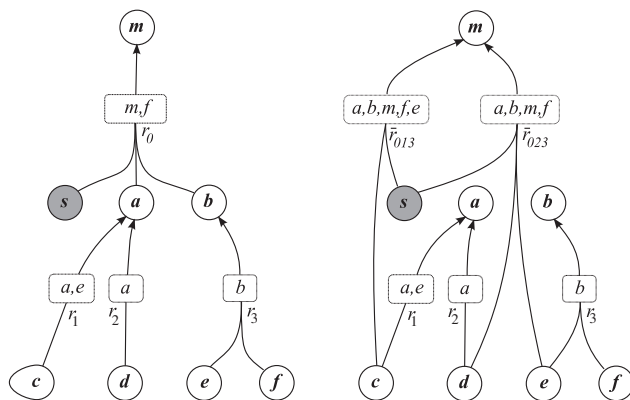 m m
m,f a,b,m,f,e a,b,m,f
r0 r̄013 r̄023
s a b s a b
a,e a b a,e a b
r1 r2 r3 r1 r2 r3
c d e f c d e f